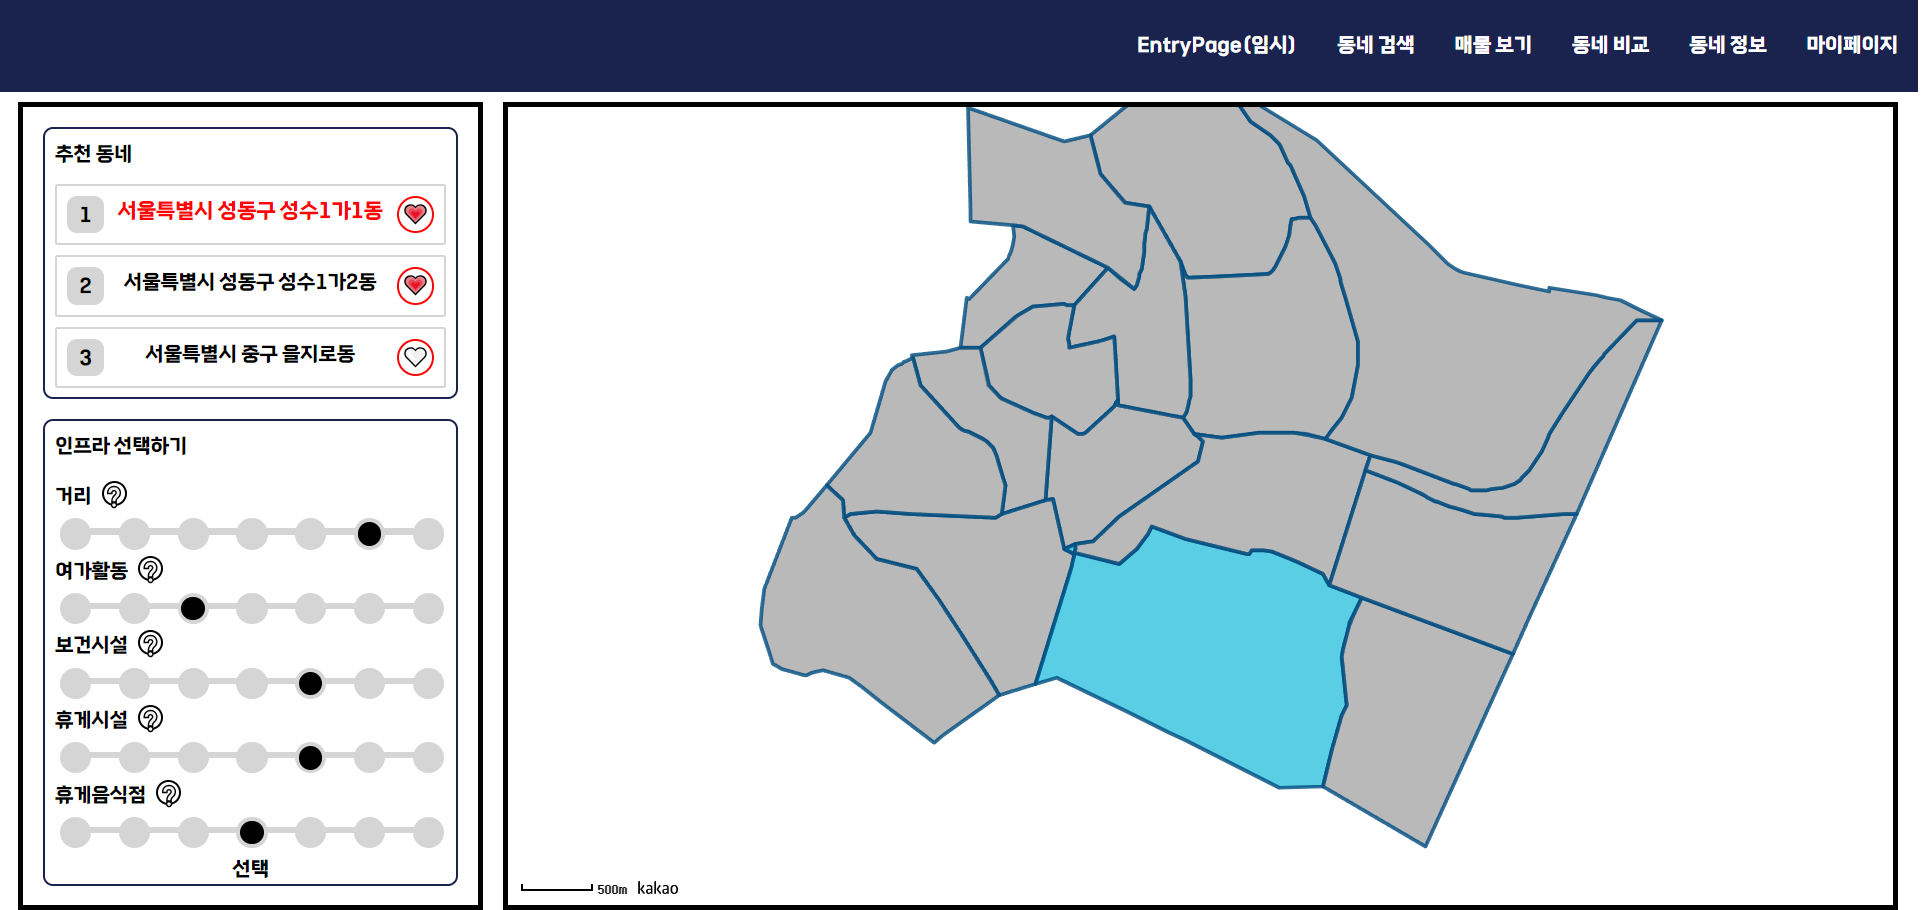 EntryPage(임시) 동네 검색 매물 보기 동네 비교 동네 정보 마이페이지
추천 동네
1 서울특별시 성동구 성수1가1동
2 서울특별시 성동구 성수1가2동
3 서울특별시 중구 을지로동
인프라 선택하기
거리
여가활동
보건시설
휴게시설
휴게음식점
선택
500m kakao